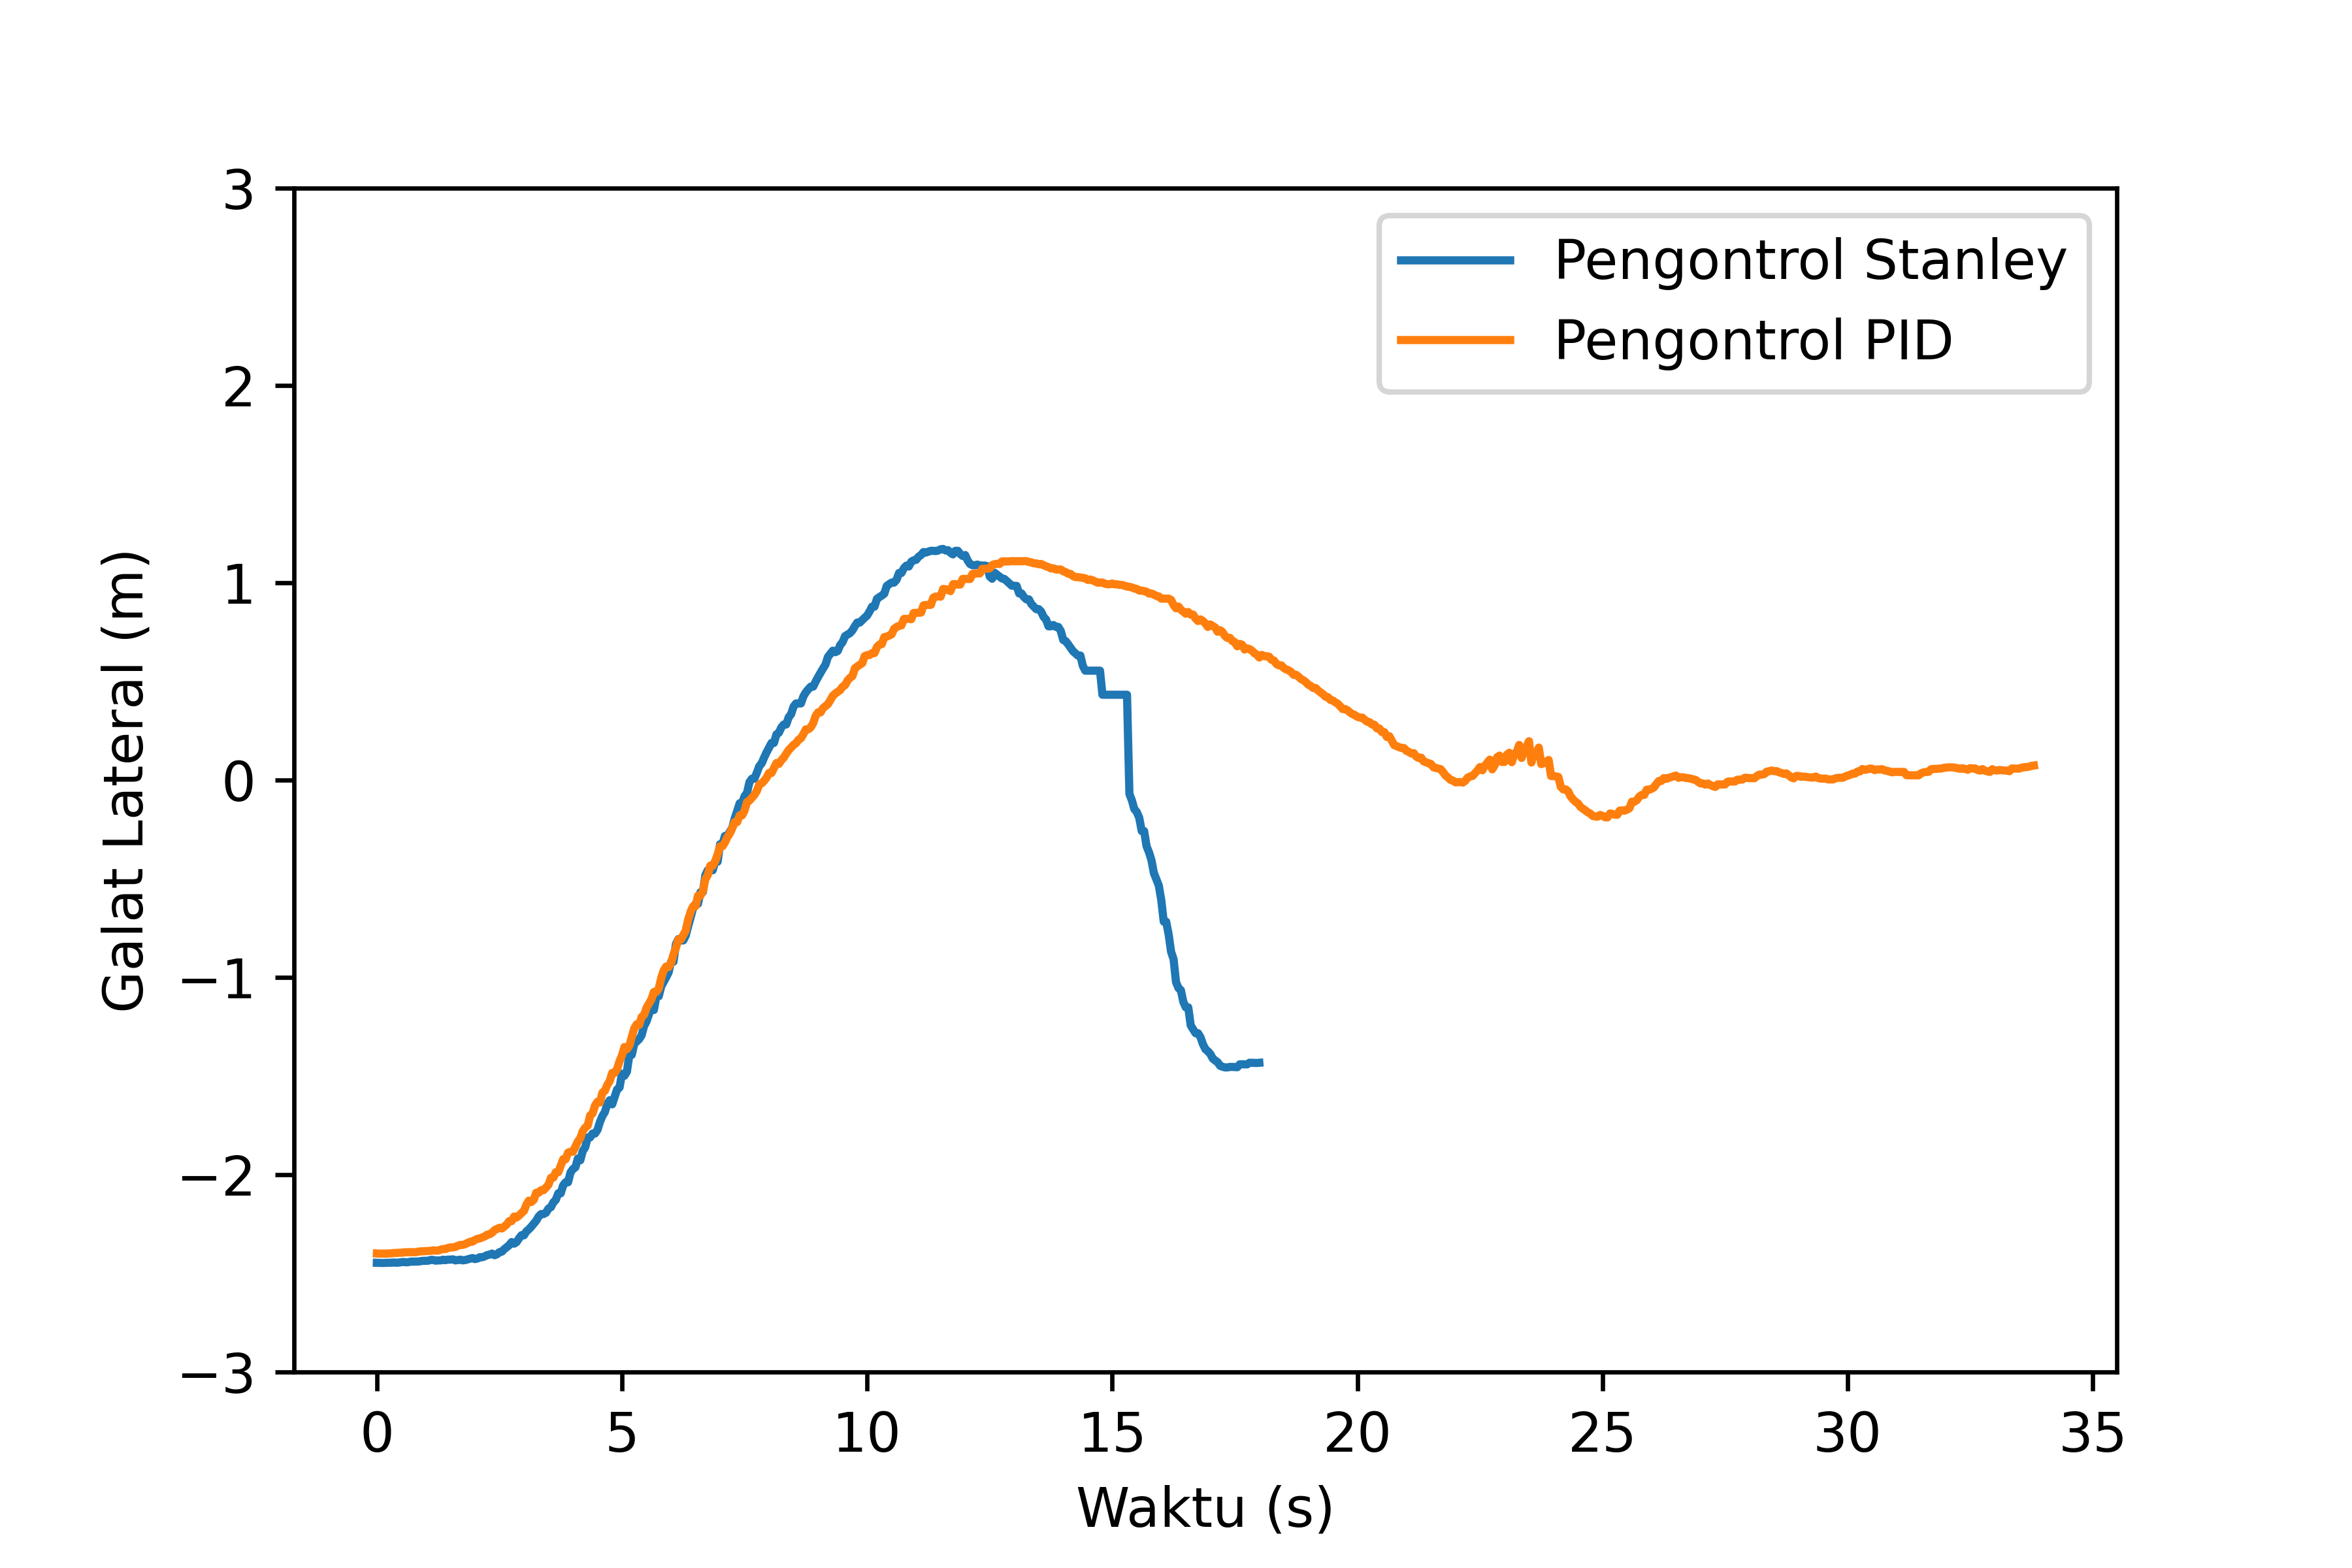 Pengontrol Stanley
Pengontrol PID
Galat Lateral (m)
3
2
1
0
−1
−2
−3
0 5 10 15 20 25 30 35
Waktu (s)